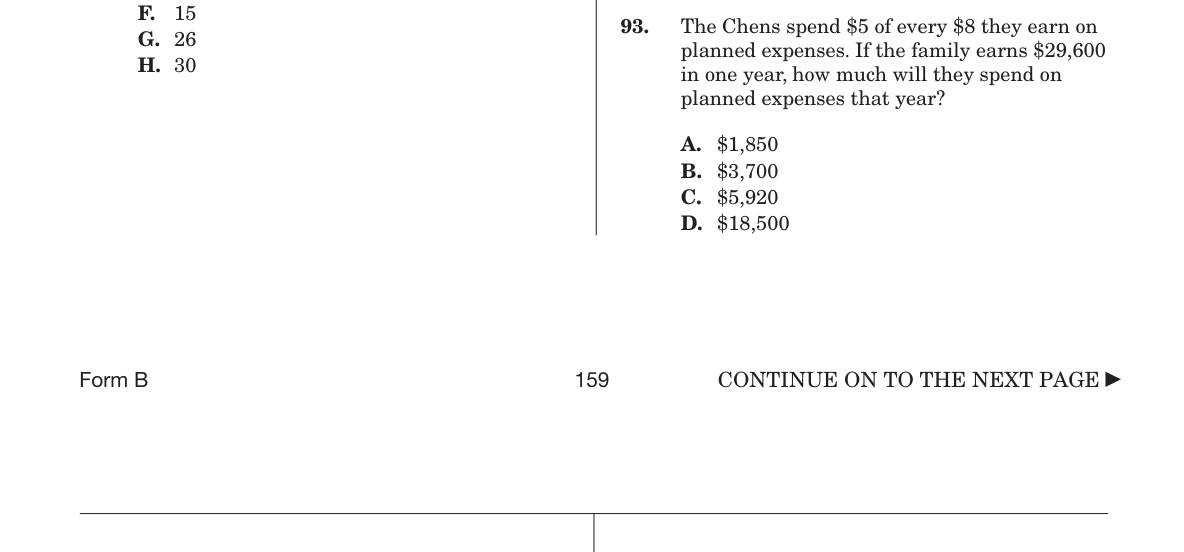 F. 15
G. 26
H. 30
93. The Chens spend $5 of every $8 they earn on
planned expenses. If the family earns $29,600
in one year, how much will they spend on
planned expenses that year?
A. $1,850
B. $3,700
C. $5,920
D. $18,500
Form B
159
CONTINUE ON TO THE NEXT PAGE ▶